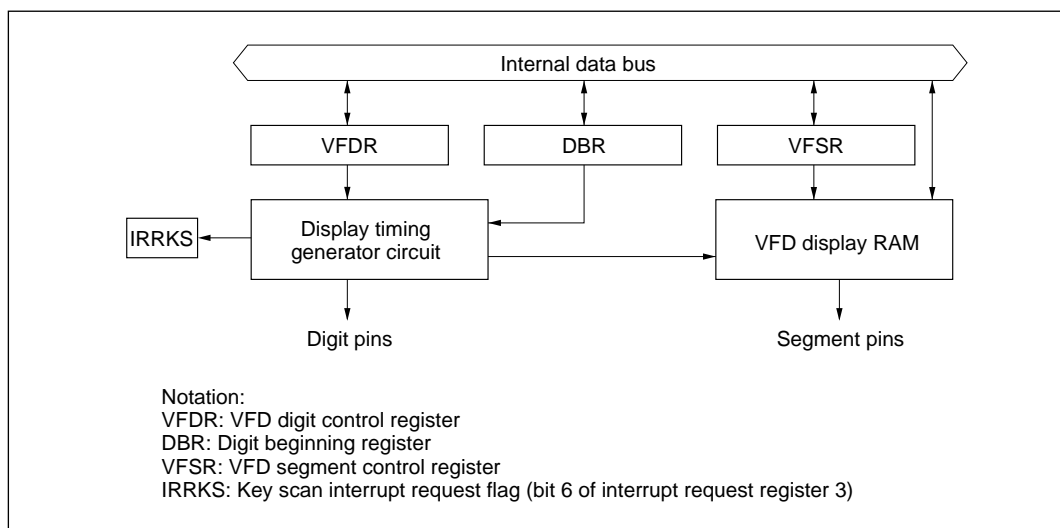 Internal data bus
VFDR
DBR
VFSR
IRRKS
Display timing
generator circuit
VFD display RAM
Digit pins
Segment pins
Notation:
VFDR: VFD digit control register
DBR: Digit beginning register
VFSR: VFD segment control register
IRRKS: Key scan interrupt request flag (bit 6 of interrupt request register 3)